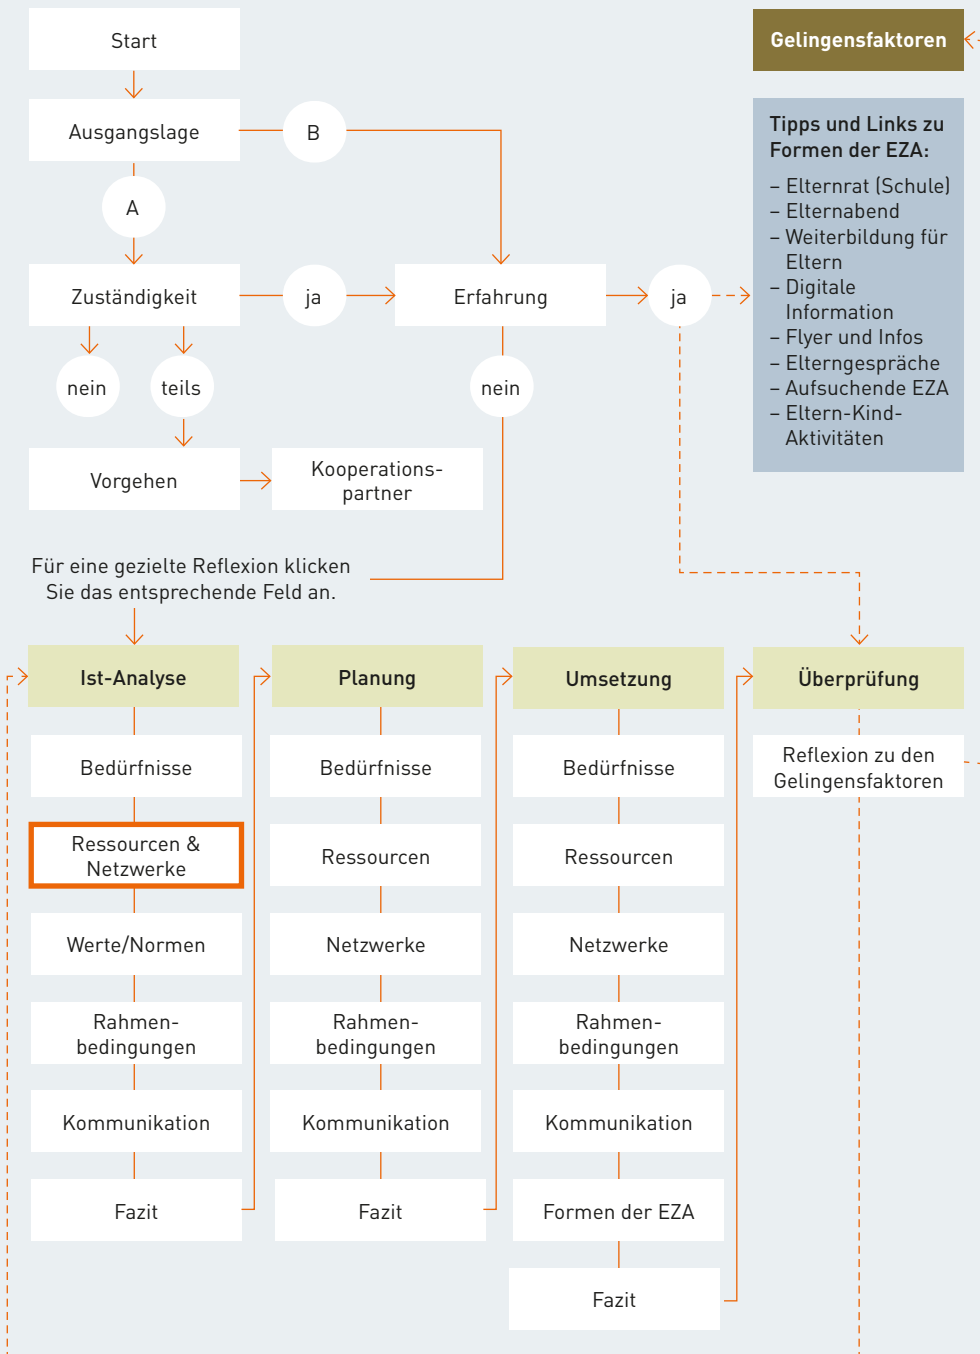 Start
Gelingensfaktoren
Ausgangslage
B
A
Tipps und Links zu
Formen der EZA:
– Elternrat (Schule)
– Elternabend
– Weiterbildung für
Eltern
– Digitale
Information
– Flyer und Infos
– Elterngespräche
– Aufsuchende EZA
– Eltern-Kind-
Aktivitäten
Zuständigkeit
ja
Erfahrung
ja
nein
teils
nein
Vorgehen
Kooperations-
partner
Für eine gezielte Reflexion klicken
Sie das entsprechende Feld an.
Ist-Analyse
Bedürfnisse
Ressourcen &
Netzwerke
Werte/Normen
Rahmen-
bedingungen
Kommunikation
Fazit
Planung
Bedürfnisse
Ressourcen
Netzwerke
Rahmen-
bedingungen
Kommunikation
Fazit
Umsetzung
Bedürfnisse
Ressourcen
Netzwerke
Rahmen-
bedingungen
Kommunikation
Formen der EZA
Fazit
Überprüfung
Reflexion zu den
Gelingensfaktoren